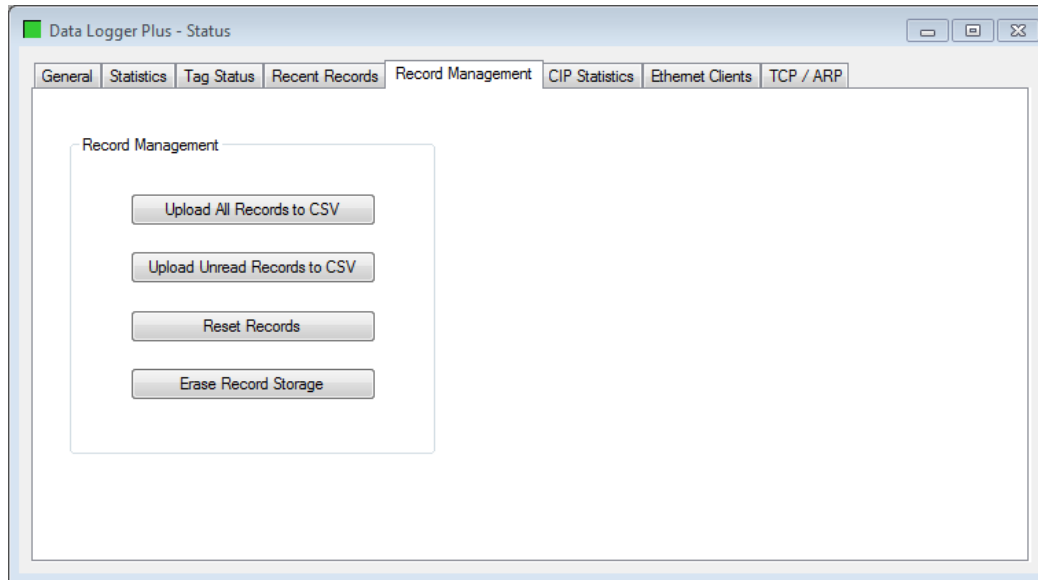 Data Logger Plus - Status
General Statistics Tag Status Recent Records Record Management CIP Statistics Ethernet Clients TCP / ARP
Record Management
Upload All Records to CSV
Upload Unread Records to CSV
Reset Records
Erase Record Storage